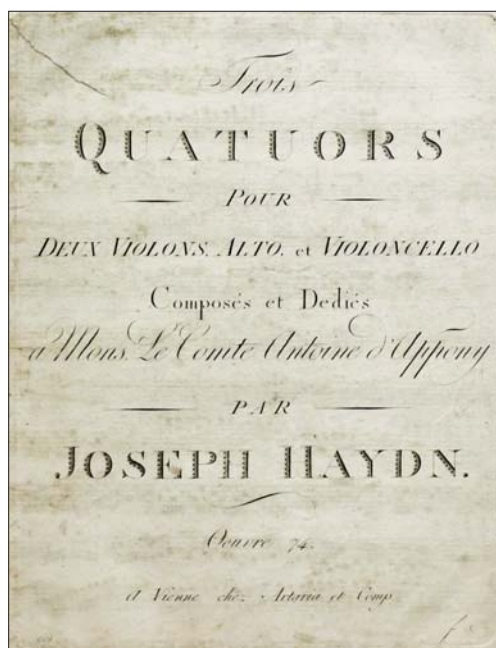 Trois
QUATUORS
POUR
DEUX VIOLONS, ALTO, et VIOLONCELLO
Composés et Dediés
a Mons. Le Comte Antoine d'Appony
PAR
JOSEPH HAYDN.
Oeuvre 74.
A Vienne chez Artaria et Comp.